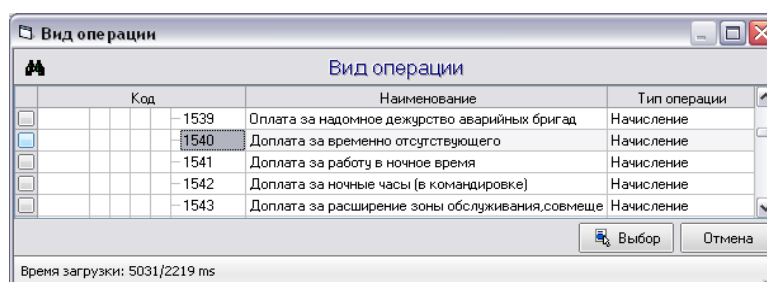 Вид операции
Вид операции
Код Наименование Тип операции
1539 Оплата за надомное дежурство аварийных бригад Начисление
1540 Доплата за временно отсутствующего Начисление
1541 Доплата за работу в ночное время Начисление
1542 Доплата за ночные часы (в командировке) Начисление
1543 Доплата за расширение зоны обслуживания,совмеще Начисление
Выбор Отмена
Время загрузки: 5031/2219 ms